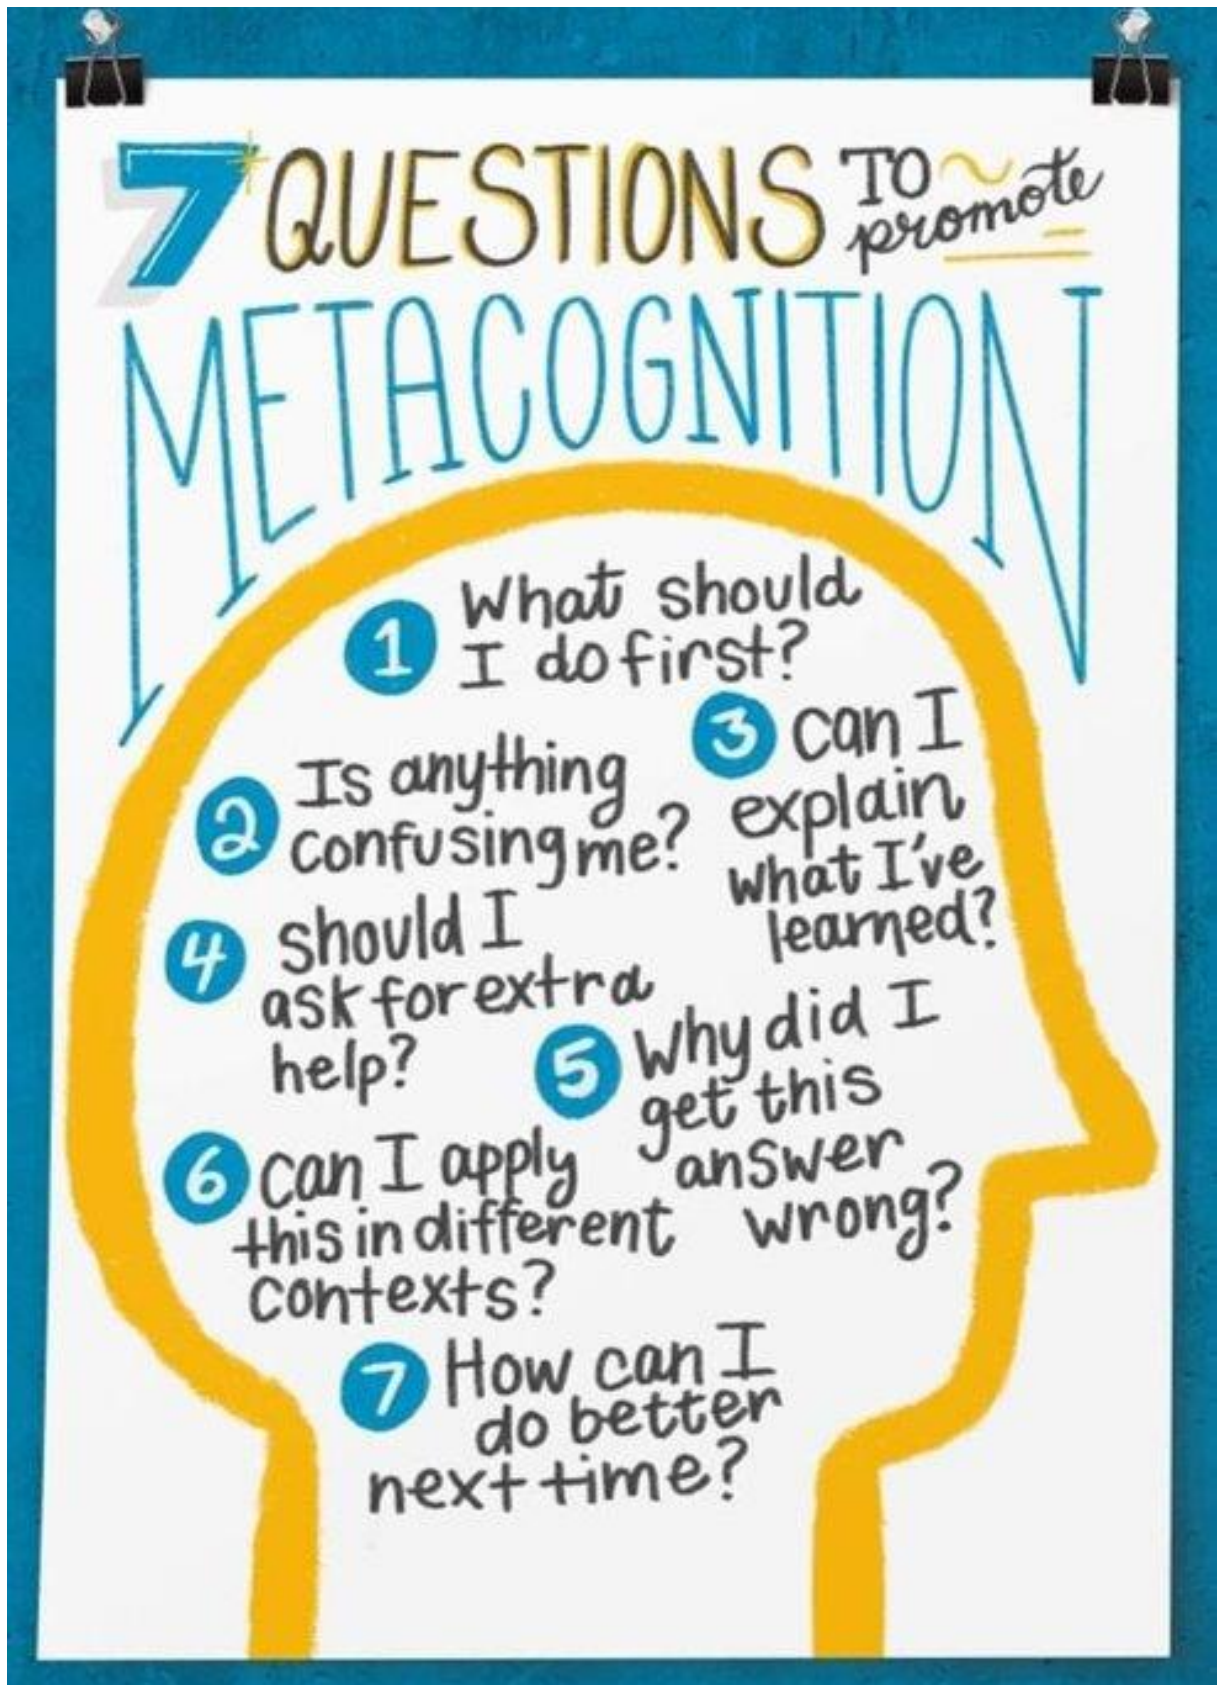 7 QUESTIONS TO promote
METACOGNITION
1 What should
I do first?
2 Is anything
confusing me?
3 can I
explain
what I've
learned?
4 should I
ask for extra
help?
5 Why did I
get this
answer
wrong?
6 can I apply
this in different
contexts?
7 How can I
do better
next time?